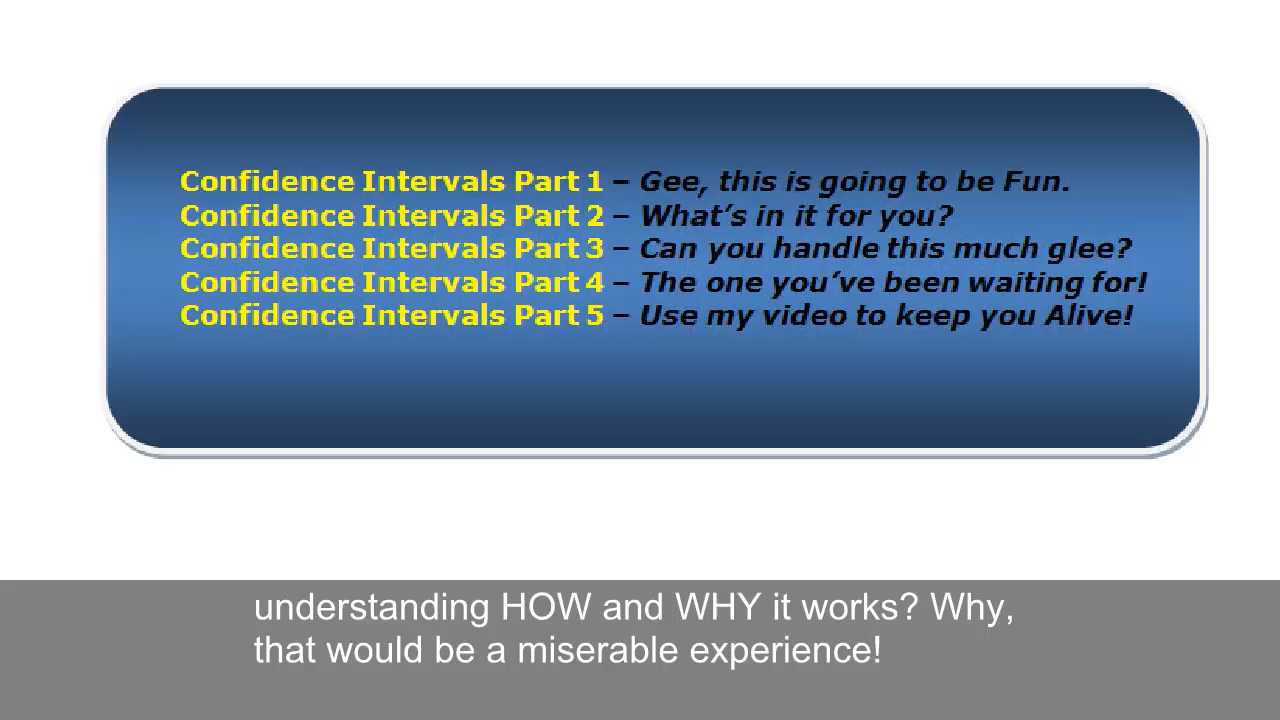 Confidence Intervals Part 1 – Gee, this is going to be Fun.
Confidence Intervals Part 2 – What's in it for you?
Confidence Intervals Part 3 – Can you handle this much glee?
Confidence Intervals Part 4 – The one you've been waiting for!
Confidence Intervals Part 5 – Use my video to keep you Alive!
understanding HOW and WHY it works? Why,
that would be a miserable experience!